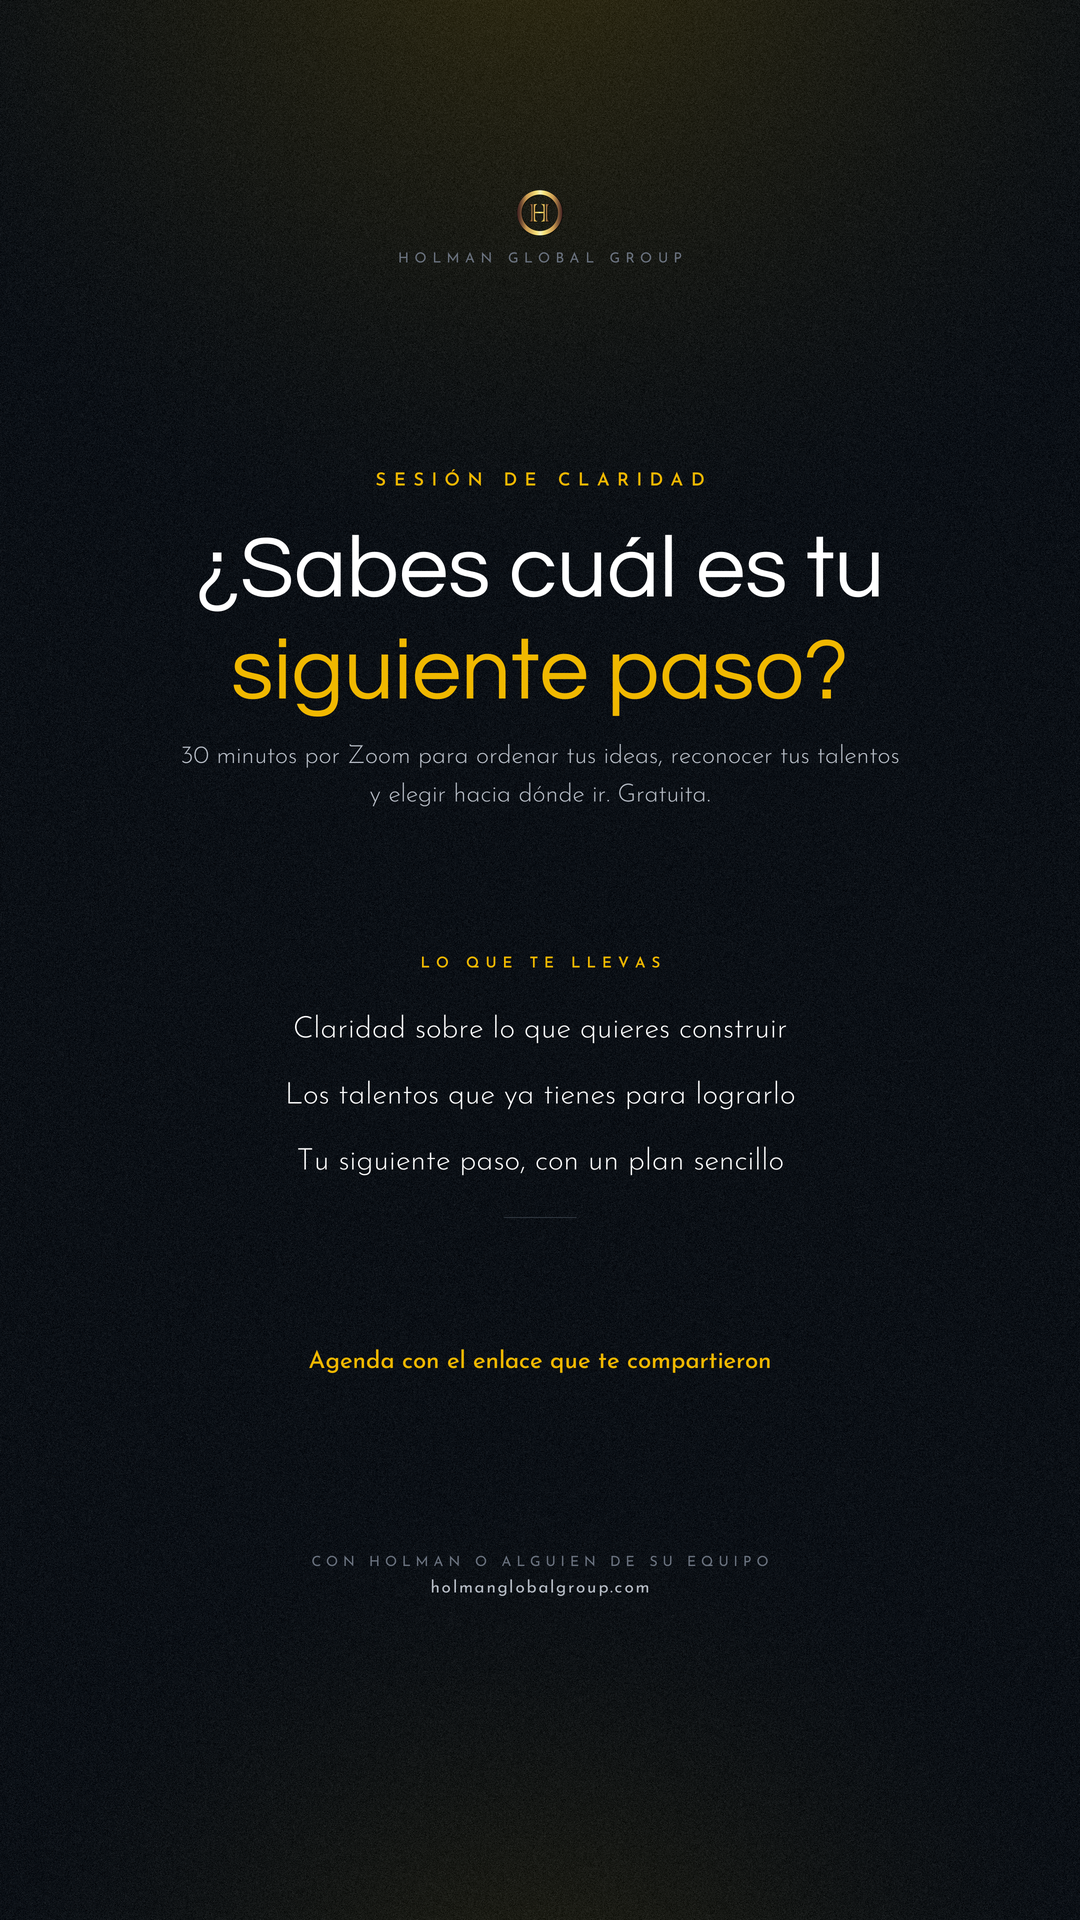 H
HOLMAN GLOBAL GROUP
SESIÓN DE CLARIDAD
¿Sabes cuál es tu
siguiente paso?
30 minutos por Zoom para ordenar tus ideas, reconocer tus talentos
y elegir hacia dónde ir. Gratuita.
LO QUE TE LLEVAS
Claridad sobre lo que quieres construir
Los talentos que ya tienes para lograrlo
Tu siguiente paso, con un plan sencillo
Agenda con el enlace que te compartieron
CON HOLMAN O ALGUIEN DE SU EQUIPO
holmanglobalgroup.com